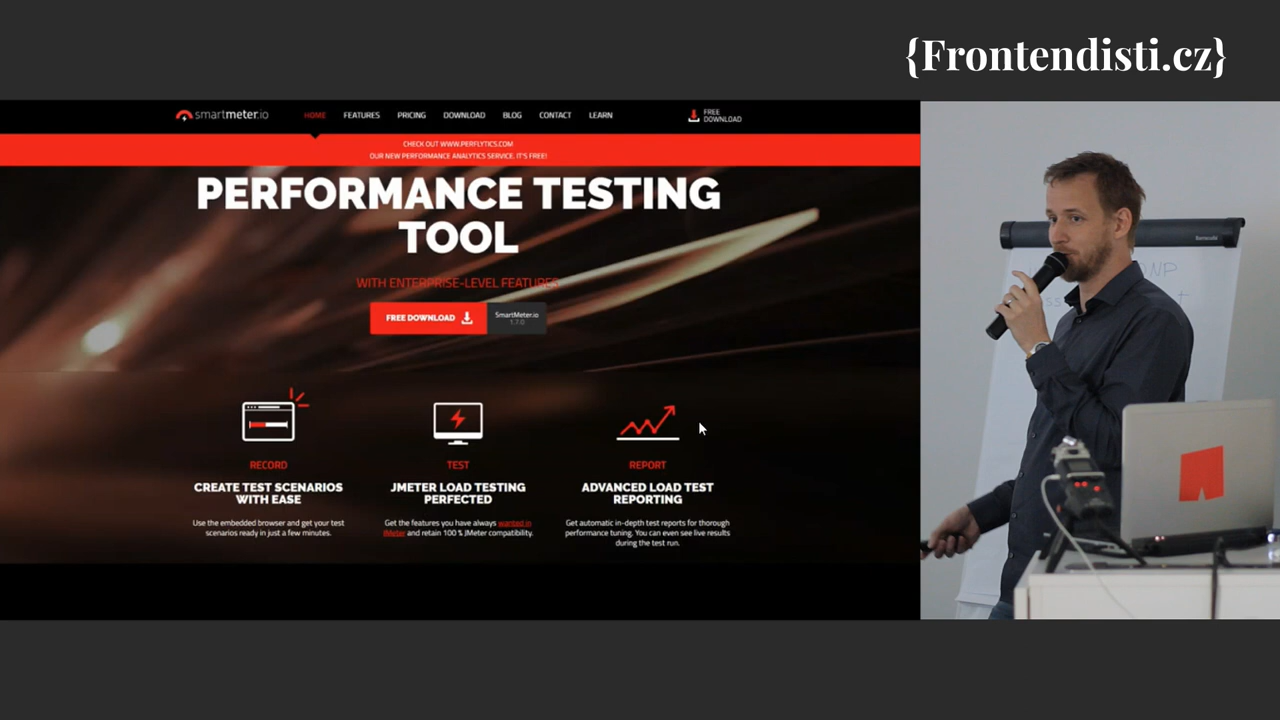 {Frontendisti.cz}
smartmeter.io
HOME FEATURES PRICING DOWNLOAD BLOG CONTACT LEARN
FREE
DOWNLOAD
CHECK OUT WWW.PERFLYTICS.COM
OUR NEW PERFORMANCE ANALYTICS SERVICE. IT'S FREE!
PERFORMANCE TESTING
TOOL
WITH ENTERPRISE-LEVEL FEATURES
FREE DOWNLOAD
SmartMeter.io
1.7.0
RECORD
CREATE TEST SCENARIOS
WITH EASE
Use the embedded browser and get your test
scenarios ready in just a few minutes.
TEST
JMETER LOAD TESTING
PERFECTED
Get the features you have always wanted in
JMeter and retain 100 % JMeter compatibility.
REPORT
ADVANCED LOAD TEST
REPORTING
Get automatic in-depth test reports for thorough
performance tuning. You can even see live results
during the test run.